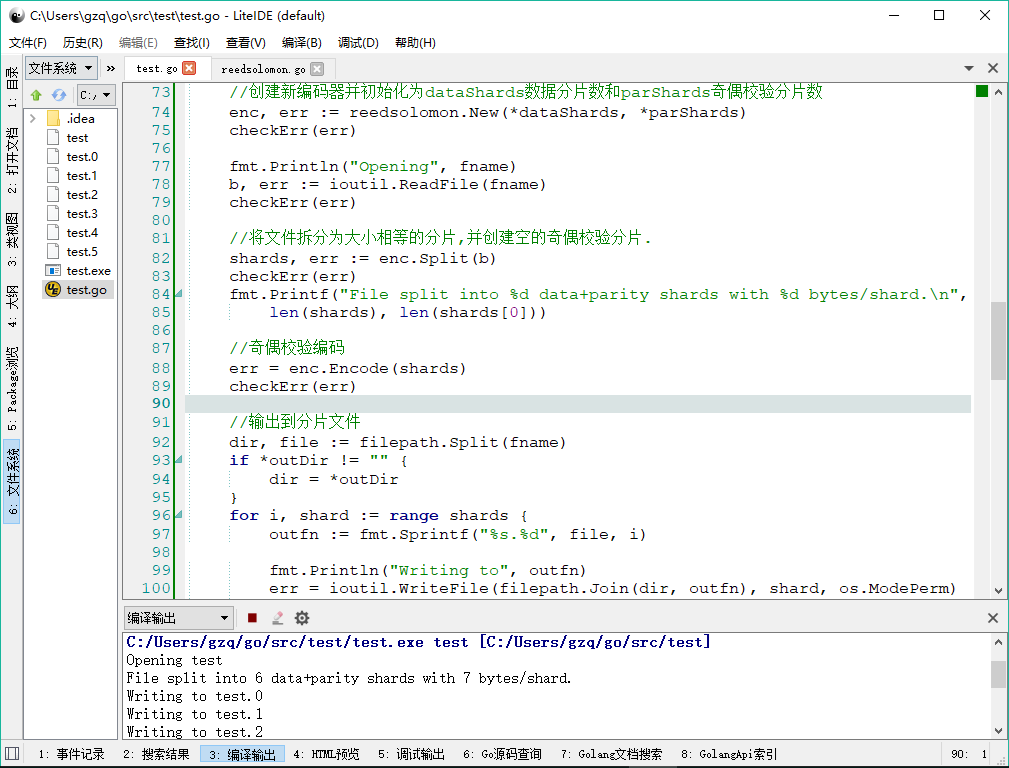 C:\Users\gzq\go\src\test\test.go - LiteIDE (default)
文件(F) 历史(R) 编辑(E) 查找(I) 查看(V) 编译(B) 调试(D) 帮助(H)
文件系统 »
test.go reedsolomon.go
C:/
1: 目录
2: 打开文档
3: 类视图
4: 大纲
5: Package浏览
6: 文件系统
.idea
test
test.0
test.1
test.2
test.3
test.4
test.5
test.exe
test.go
73 //创建新编码器并初始化为dataShards数据分片数和parShards奇偶校验分片数
74 enc, err := reedsolomon.New(*dataShards, *parShards)
75 checkErr(err)
76
77 fmt.Println("Opening", fname)
78 b, err := ioutil.ReadFile(fname)
79 checkErr(err)
80
81 //将文件拆分为大小相等的分片,并创建空的奇偶校验分片.
82 shards, err := enc.Split(b)
83 checkErr(err)
84 fmt.Printf("File split into %d data+parity shards with %d bytes/shard.\n",
85 len(shards), len(shards[0]))
86
87 //奇偶校验编码
88 err = enc.Encode(shards)
89 checkErr(err)
90
91 //输出到分片文件
92 dir, file := filepath.Split(fname)
93 if *outDir != "" {
94 dir = *outDir
95 }
96 for i, shard := range shards {
97 outfn := fmt.Sprintf("%s.%d", file, i)
98
99 fmt.Println("Writing to", outfn)
100 err = ioutil.WriteFile(filepath.Join(dir, outfn), shard, os.ModePerm)
编译输出
C:/Users/gzq/go/src/test/test.exe test [C:/Users/gzq/go/src/test]
Opening test
File split into 6 data+parity shards with 7 bytes/shard.
Writing to test.0
Writing to test.1
Writing to test.2
1: 事件记录 2: 搜索结果 3: 编译输出 4: HTML预览 5: 调试输出 6: Go源码查询 7: Golang文档搜索 8: GolangApi索引 90: 1